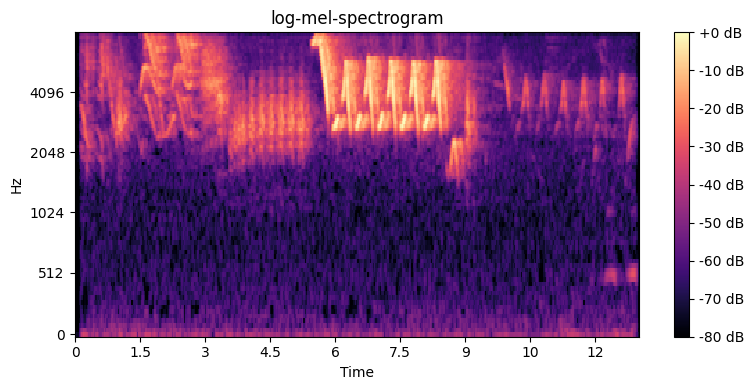 log-mel-spectrogram
Hz
4096
2048
1024
512
0
0 1.5 3 4.5 6 7.5 9 10 12
Time
+0 dB
-10 dB
-20 dB
-30 dB
-40 dB
-50 dB
-60 dB
-70 dB
-80 dB